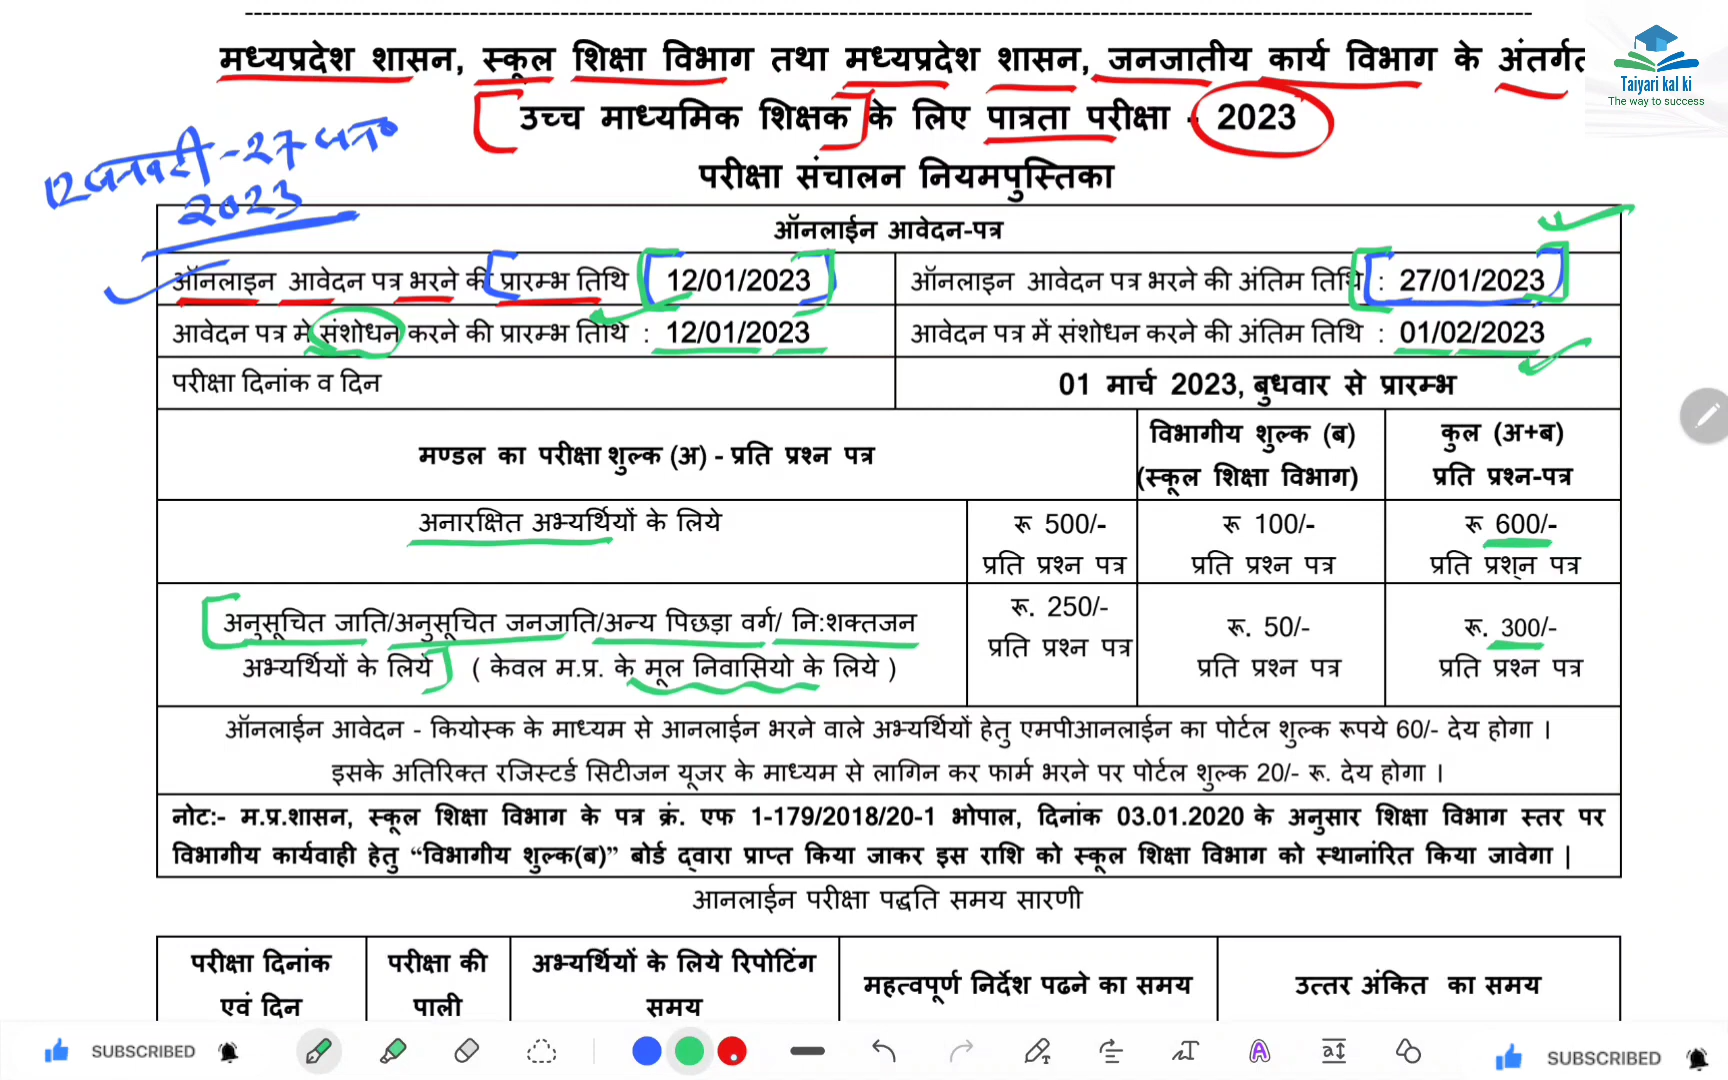 मध्यप्रदेश शासन, स्कूल शिक्षा विभाग तथा मध्यप्रदेश शासन, जनजातीय कार्य विभाग के अंतर्गत
Taiyari kal ki
The way to success
उच्च माध्यमिक शिक्षक के लिए पात्रता परीक्षा - 2023
12 जनवरी - 27 जन॰
2023
परीक्षा संचालन नियमपुस्तिका
ऑनलाईन आवेदन-पत्र
ऑनलाइन आवेदन पत्र भरने की प्रारम्भ तिथि 12/01/2023 ऑनलाइन आवेदन पत्र भरने की अंतिम तिथि : 27/01/2023
आवेदन पत्र में संशोधन करने की प्रारम्भ तिथि : 12/01/2023 आवेदन पत्र में संशोधन करने की अंतिम तिथि : 01/02/2023
परीक्षा दिनांक व दिन 01 मार्च 2023, बुधवार से प्रारम्भ
मण्डल का परीक्षा शुल्क (अ) - प्रति प्रश्न पत्र
विभागीय शुल्क (ब)
(स्कूल शिक्षा विभाग)
कुल (अ+ब)
प्रति प्रश्न-पत्र
अनारक्षित अभ्यर्थियों के लिये
रू 500/-
प्रति प्रश्न पत्र
रू 100/-
प्रति प्रश्न पत्र
रू 600/-
प्रति प्रश्न पत्र
अनुसूचित जाति/अनुसूचित जनजाति/अन्य पिछड़ा वर्ग/ नि:शक्तजन
अभ्यर्थियों के लिये ( केवल म.प्र. के मूल निवासियो के लिये )
रू. 250/-
प्रति प्रश्न पत्र
रू. 50/-
प्रति प्रश्न पत्र
रू. 300/-
प्रति प्रश्न पत्र
ऑनलाईन आवेदन - कियोस्क के माध्यम से आनलाईन भरने वाले अभ्यर्थियों हेतु एमपीआनलाईन का पोर्टल शुल्क रूपये 60/- देय होगा ।
इसके अतिरिक्त रजिस्टर्ड सिटीजन यूजर के माध्यम से लागिन कर फार्म भरने पर पोर्टल शुल्क 20/- रू. देय होगा ।
नोट:- म.प्र.शासन, स्कूल शिक्षा विभाग के पत्र क्रं. एफ 1-179/2018/20-1 भोपाल, दिनांक 03.01.2020 के अनुसार शिक्षा विभाग स्तर पर
विभागीय कार्यवाही हेतु “विभागीय शुल्क(ब)” बोर्ड द्वारा प्राप्त किया जाकर इस राशि को स्कूल शिक्षा विभाग को स्थानांरित किया जावेगा |
आनलाईन परीक्षा पद्धति समय सारणी
परीक्षा दिनांक
एवं दिन
परीक्षा की
पाली
अभ्यर्थियों के लिये रिपोटिंग
समय
महत्वपूर्ण निर्देश पढने का समय
उत्तर अंकित का समय
SUBSCRIBED
SUBSCRIBED